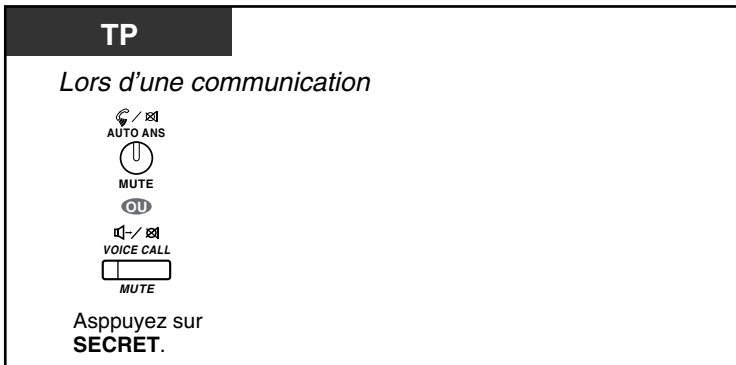 TP
Lors d'une communication
AUTO ANS
MUTE
OU
VOICE CALL
MUTE
Asppuyez sur
SECRET.